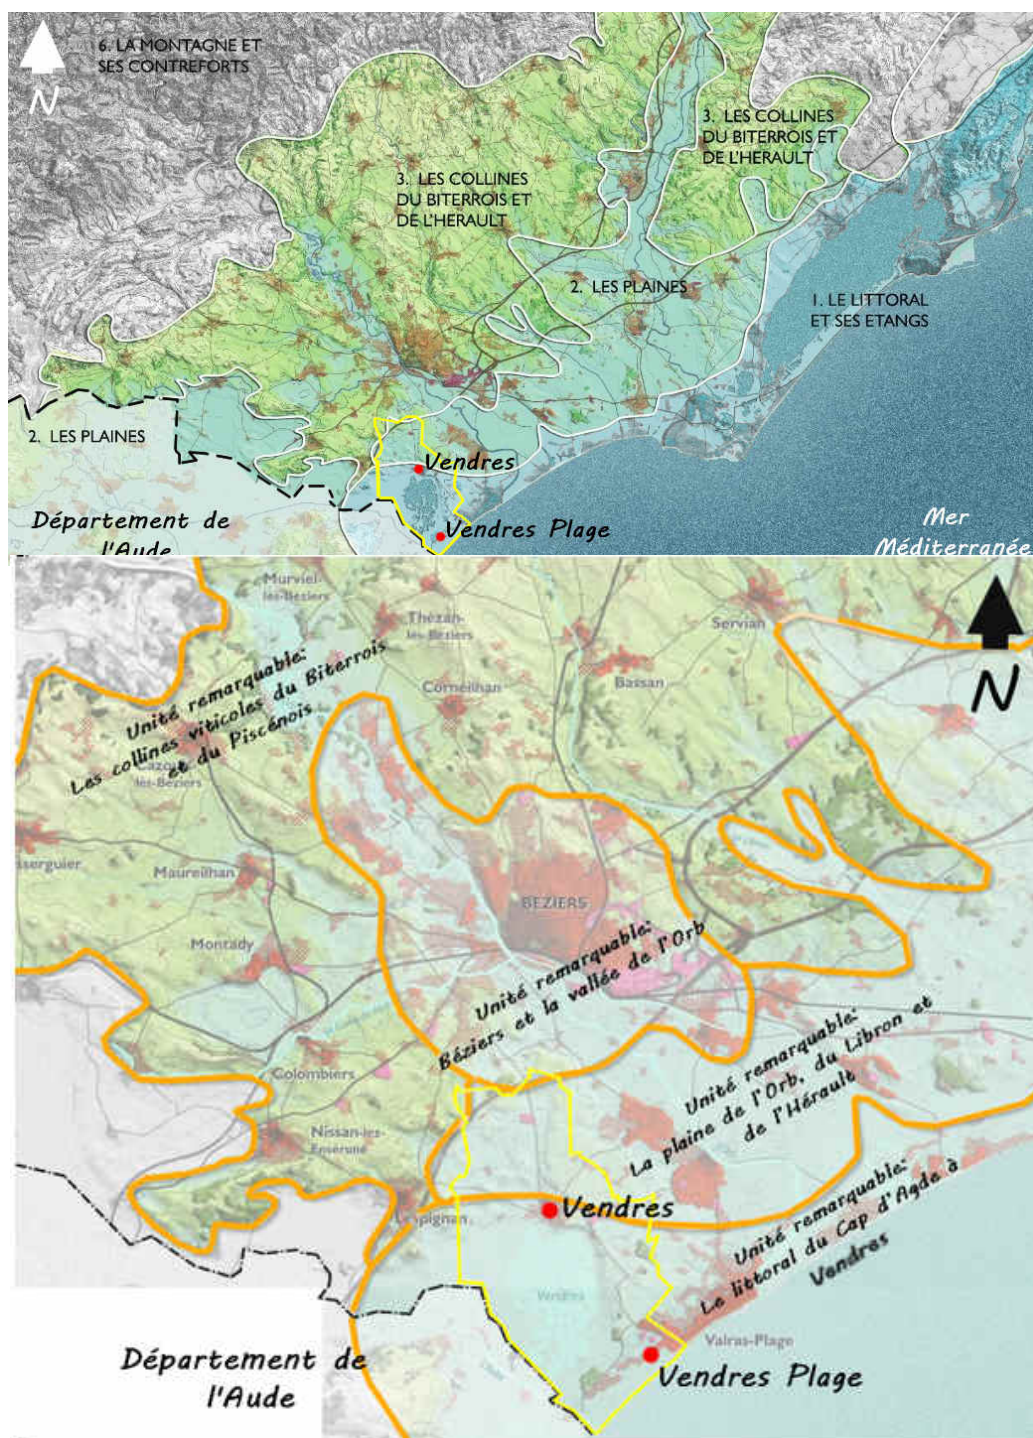 6. LA MONTAGNE ET
SES CONTREFORTS
N
3. LES COLLINES
DU BITERROIS ET
DE L'HERAULT
3. LES COLLINES
DU BITERROIS ET
DE L'HERAULT
2. LES PLAINES
1. LE LITTORAL
ET SES ETANGS
2. LES PLAINES
Vendres
Vendres Plage
Département de
l'Aude
Mer
Méditerranée
Murviel-
lès-Béziers
Thézan-
lès-Béziers
Servian
N
Corneilhan
Bassan
Unité remarquable:
Les collines viticoles du Biterrois
et du Piscénois
lès-Béziers
Maureilhan
Montady
BEZIERS
Unité remarquable:
Béziers et la vallée de l'Orb
Colombiers
Nissan-lez-
Enserune
Unité remarquable:
La plaine de l'Orb, du Libron et
de l'Hérault
Vendres
Unité remarquable:
Le littoral du Cap d'Agde à
Vendres
Vendres
Valras-Plage
Vendres Plage
Département de
l'Aude